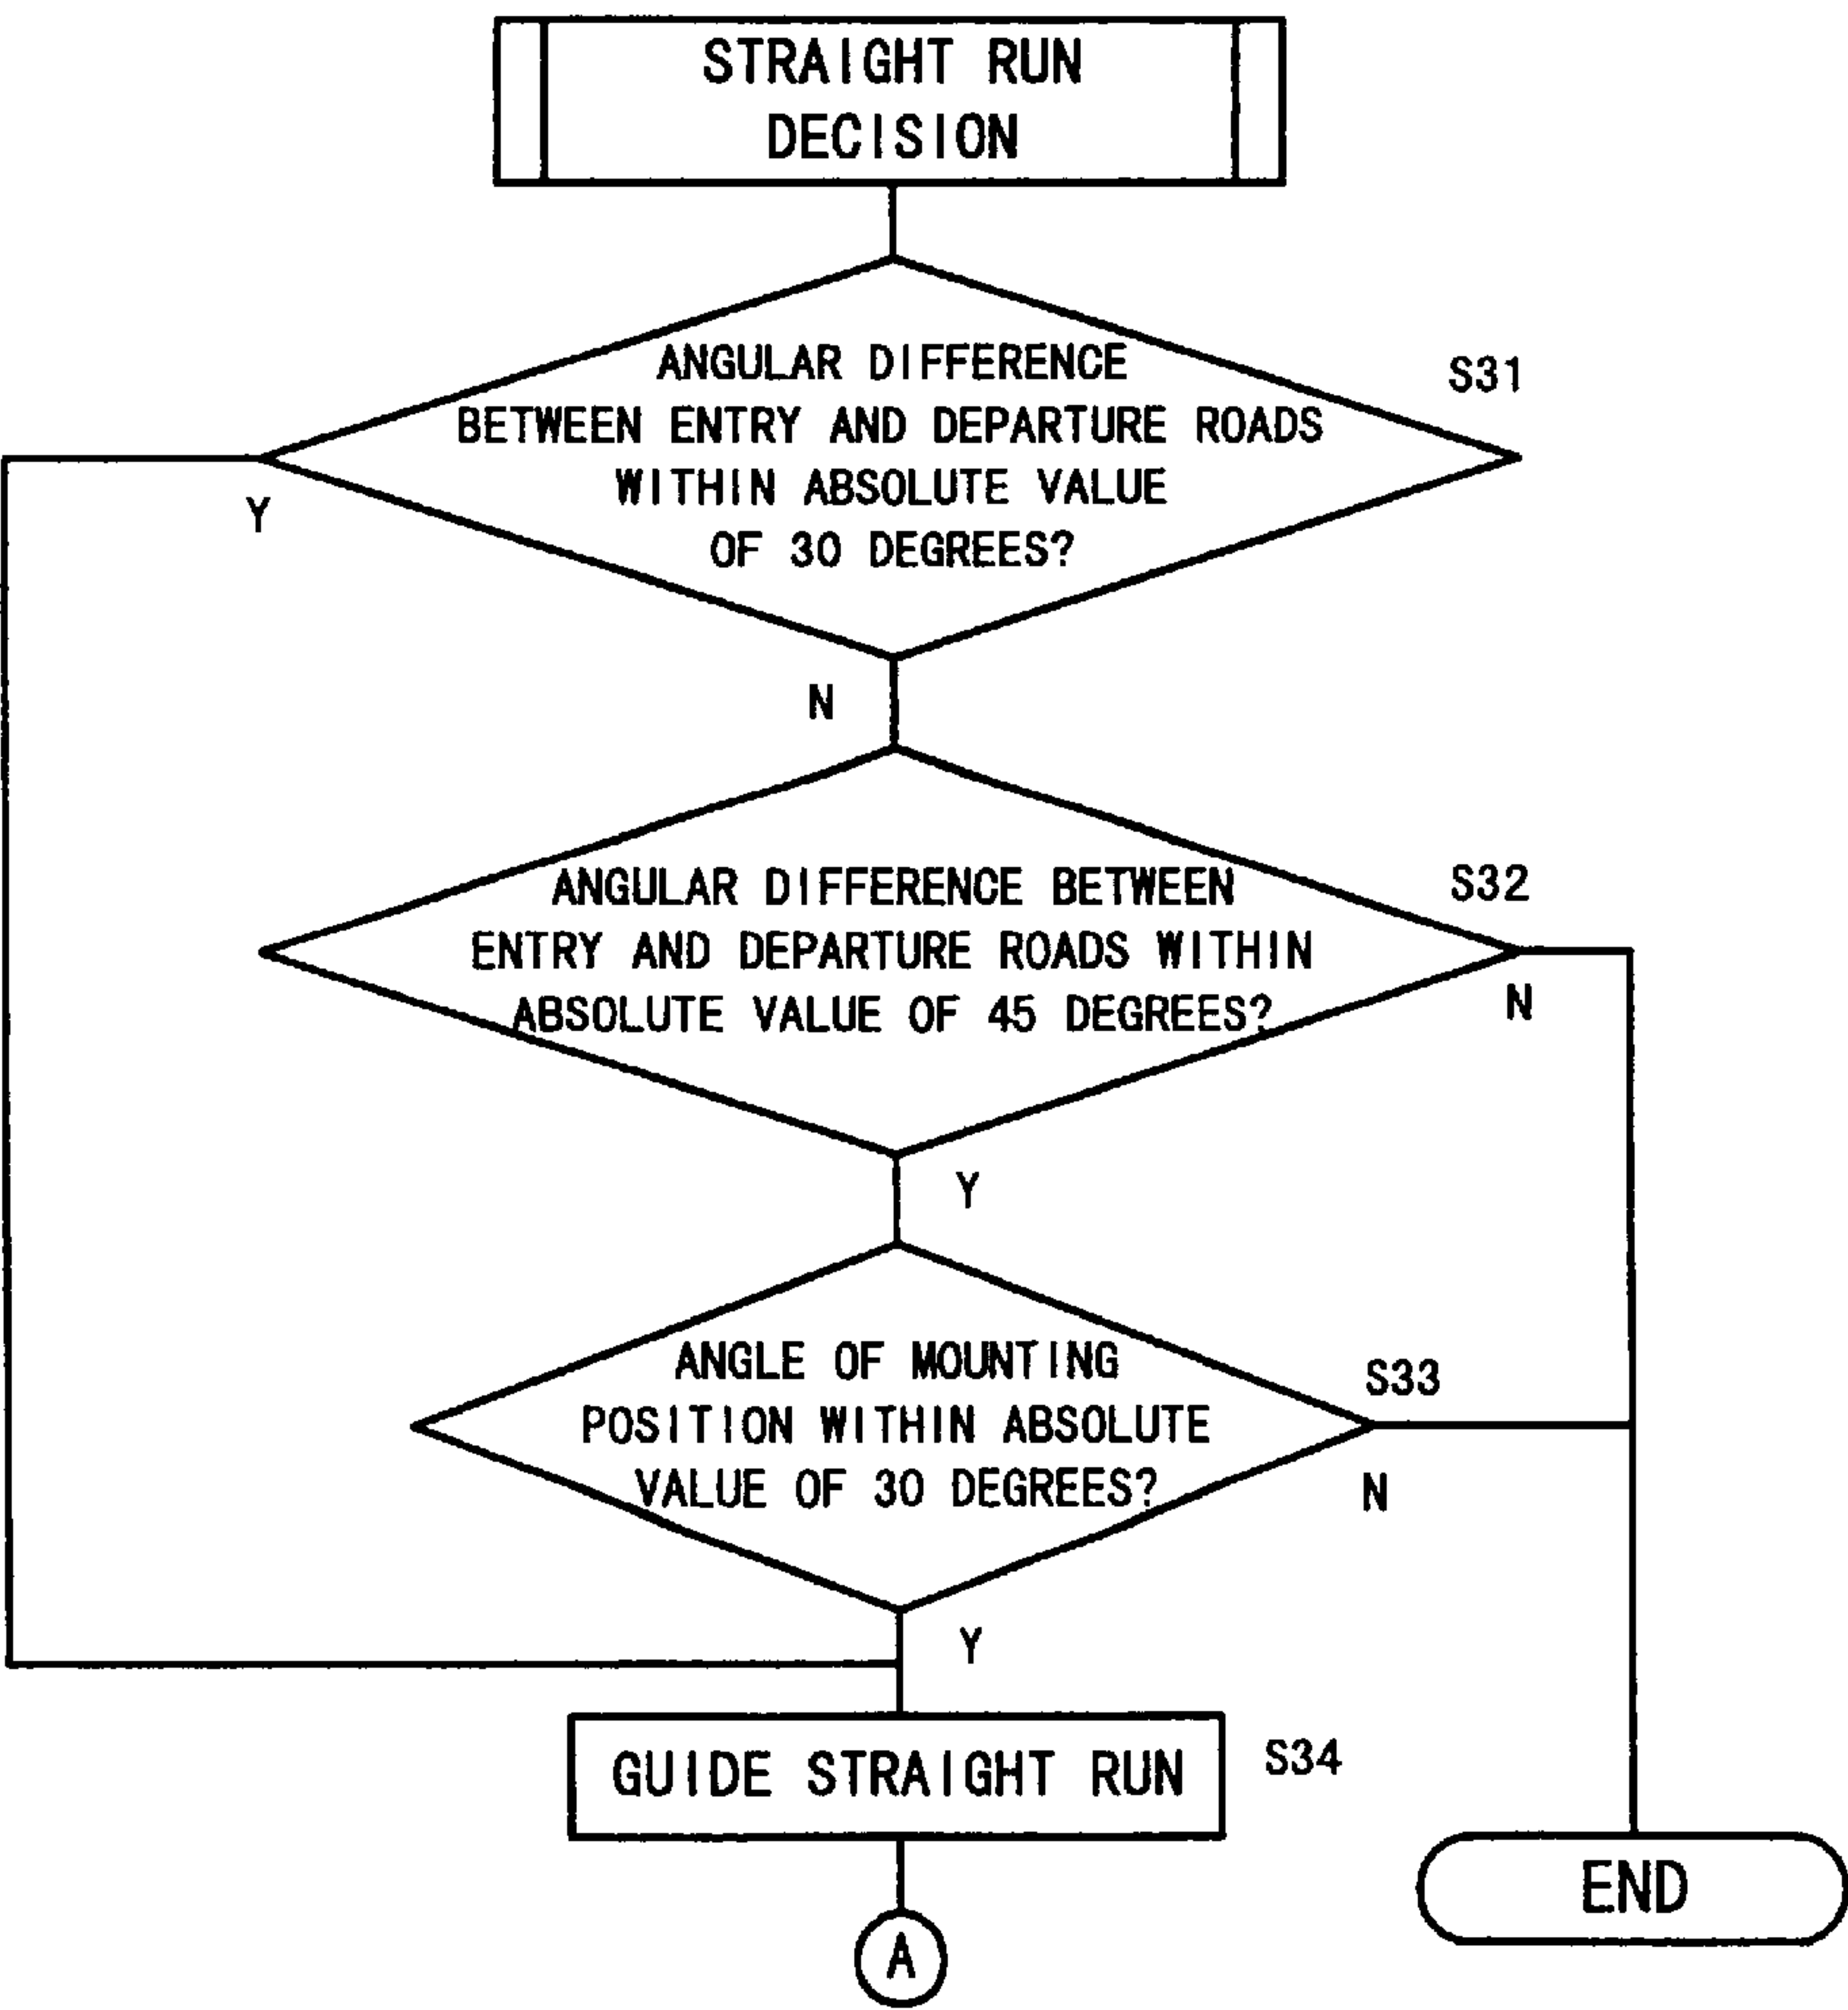 STRAIGHT RUN
DECISION
ANGULAR DIFFERENCE
BETWEEN ENTRY AND DEPARTURE ROADS
WITHIN ABSOLUTE VALUE
OF 30 DEGREES?
S31
Y
N
ANGULAR DIFFERENCE BETWEEN
ENTRY AND DEPARTURE ROADS WITHIN
ABSOLUTE VALUE OF 45 DEGREES?
S32
N
Y
ANGLE OF MOUNTING
POSITION WITHIN ABSOLUTE
VALUE OF 30 DEGREES?
S33
N
Y
GUIDE STRAIGHT RUN
S34
END
A